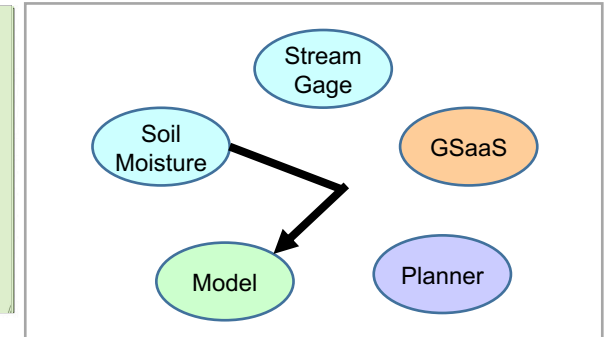 Stream
Gage
Soil
Moisture
GSaaS
Model
Planner